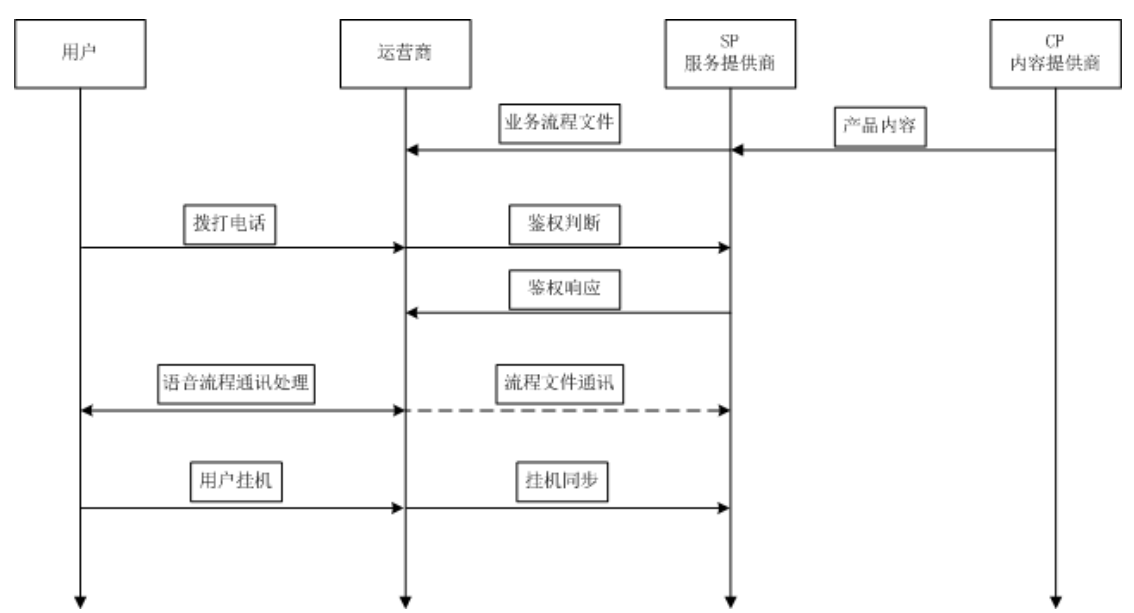 用户
运营商
SP
服务提供商
CP
内容提供商
业务流程文件
产品内容
拨打电话
鉴权判断
鉴权响应
语音流程通讯处理
流程文件通讯
用户挂机
挂机同步